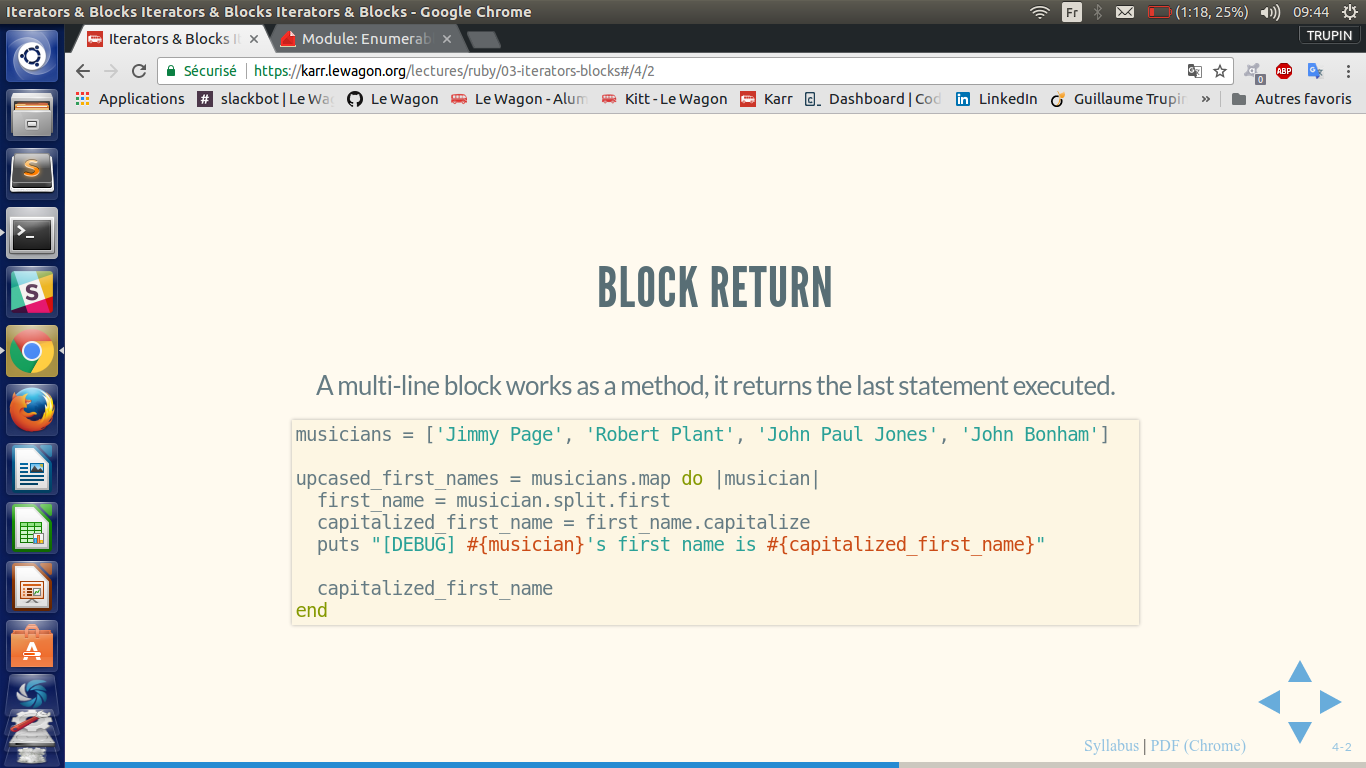 Iterators & Blocks Iterators & Blocks Iterators & Blocks - Google Chrome
Fr
(1:18, 25%)
09:44
Iterators & Blocks It
Module: Enumerab
TRUPIN
Sécurisé
https://karr.lewagon.org/lectures/ruby/03-iterators-blocks#/4/2
0
ABP
Applications
slackbot | Le Wag
Le Wagon
Le Wagon - Alum
Kitt - Le Wagon
Karr
Dashboard | Cod
LinkedIn
Guillaume Trupin
»
Autres favoris
BLOCK RETURN
A multi-line block works as a method, it returns the last statement executed.
musicians = ['Jimmy Page', 'Robert Plant', 'John Paul Jones', 'John Bonham']
upcased_first_names = musicians.map do |musician|
first_name = musician.split.first
capitalized_first_name = first_name.capitalize
puts "[DEBUG] #{musician}'s first name is #{capitalized_first_name}"
capitalized_first_name
end
Syllabus | PDF (Chrome)
4-2